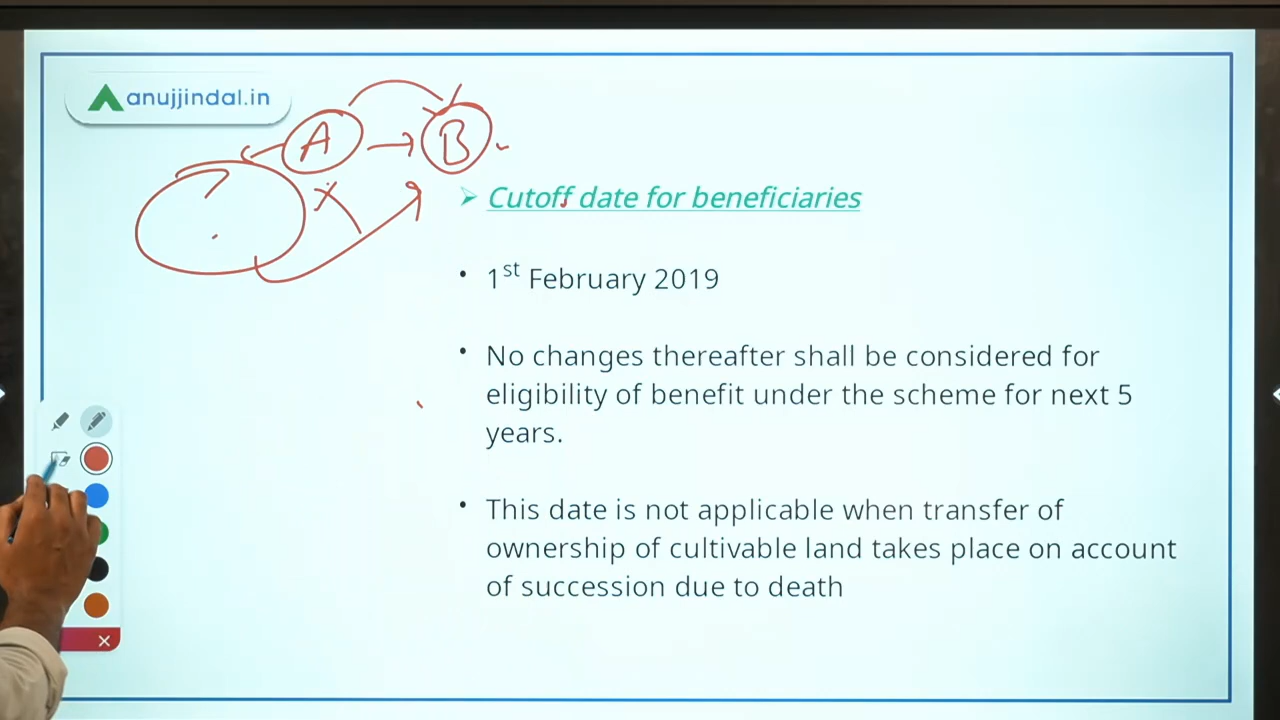 anujjindal.in
A
B
Cutoff date for beneficiaries
• 1st February 2019
• No changes thereafter shall be considered for
eligibility of benefit under the scheme for next 5
years.
• This date is not applicable when transfer of
ownership of cultivable land takes place on account
of succession due to death